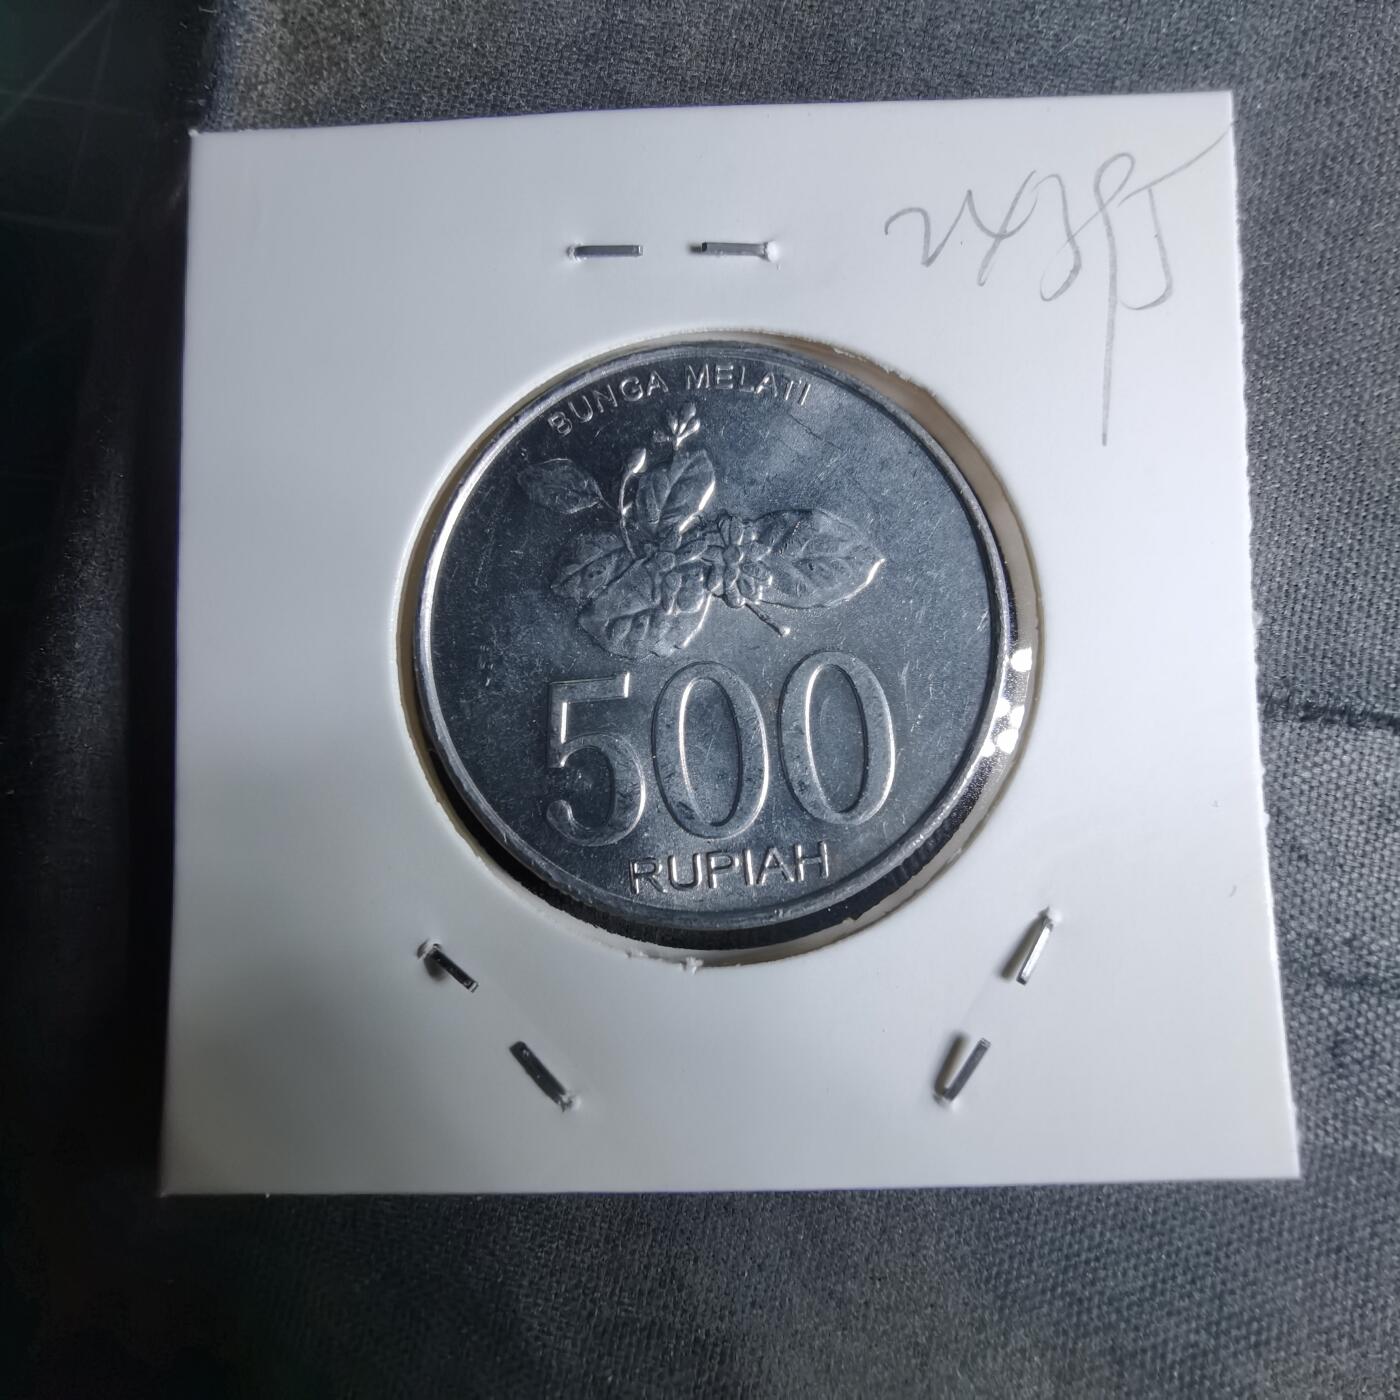 BUNGA MELATI
500
RUPIAH